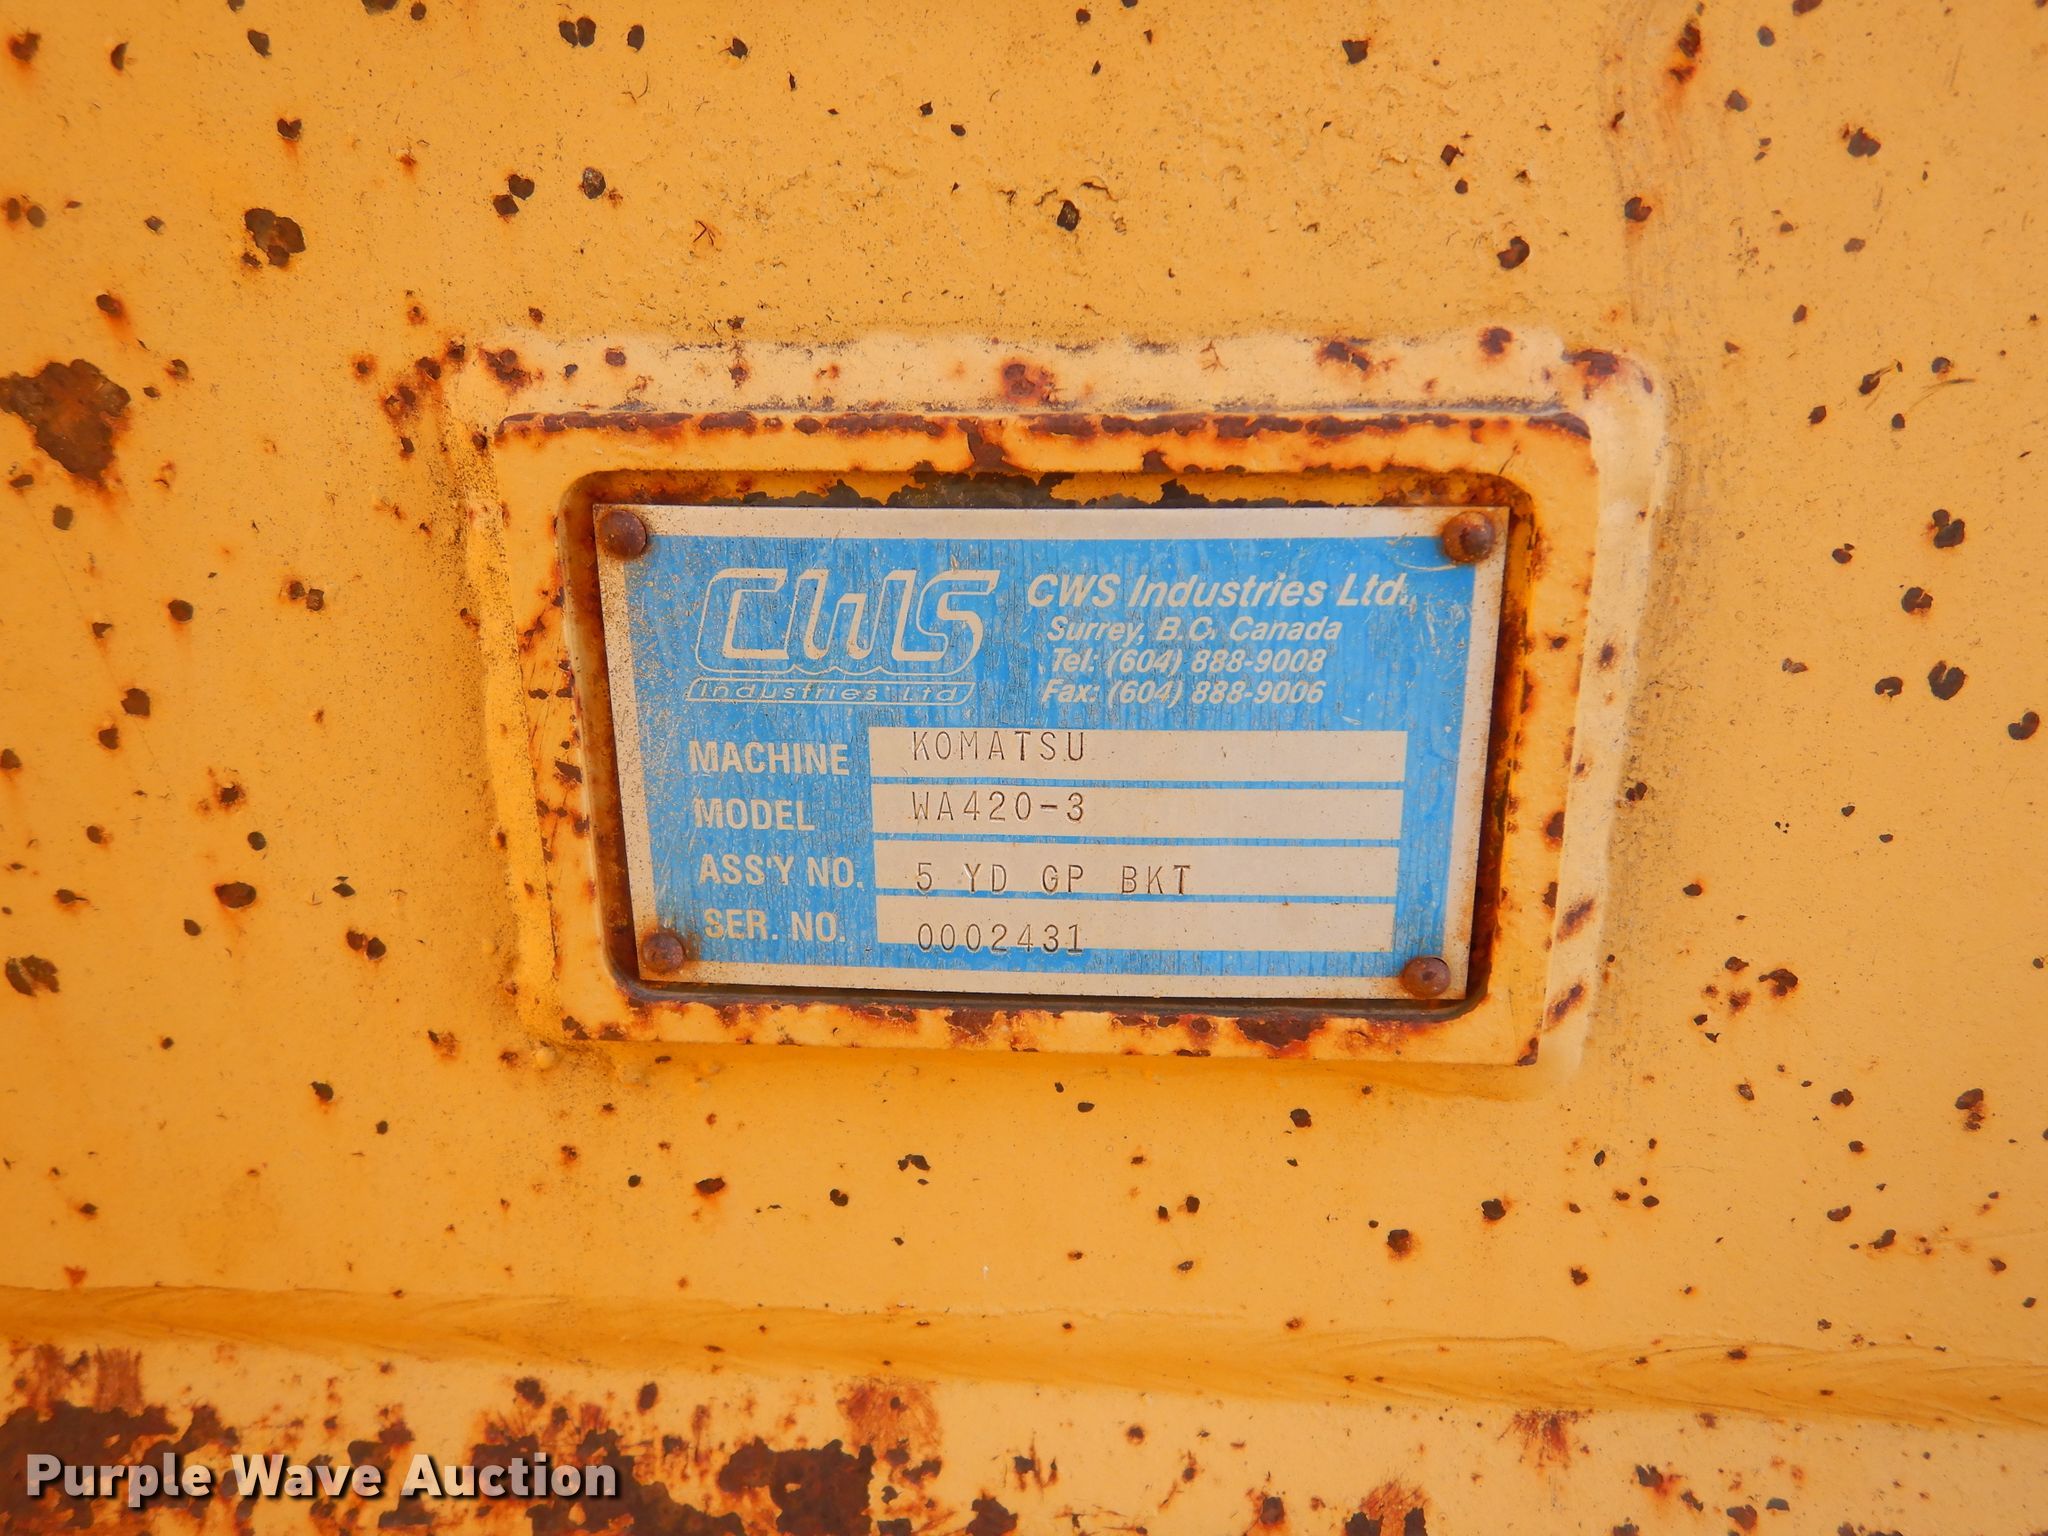 CWS
Industries Ltd
CWS Industries Ltd.
Surrey, B.C. Canada
Tel: (604) 888-9008
Fax: (604) 888-9006
MACHINE KOMATSU
MODEL WA420-3
ASS'Y NO. 5 YD GP BKT
SER. NO. 0002431
Purple Wave Auction